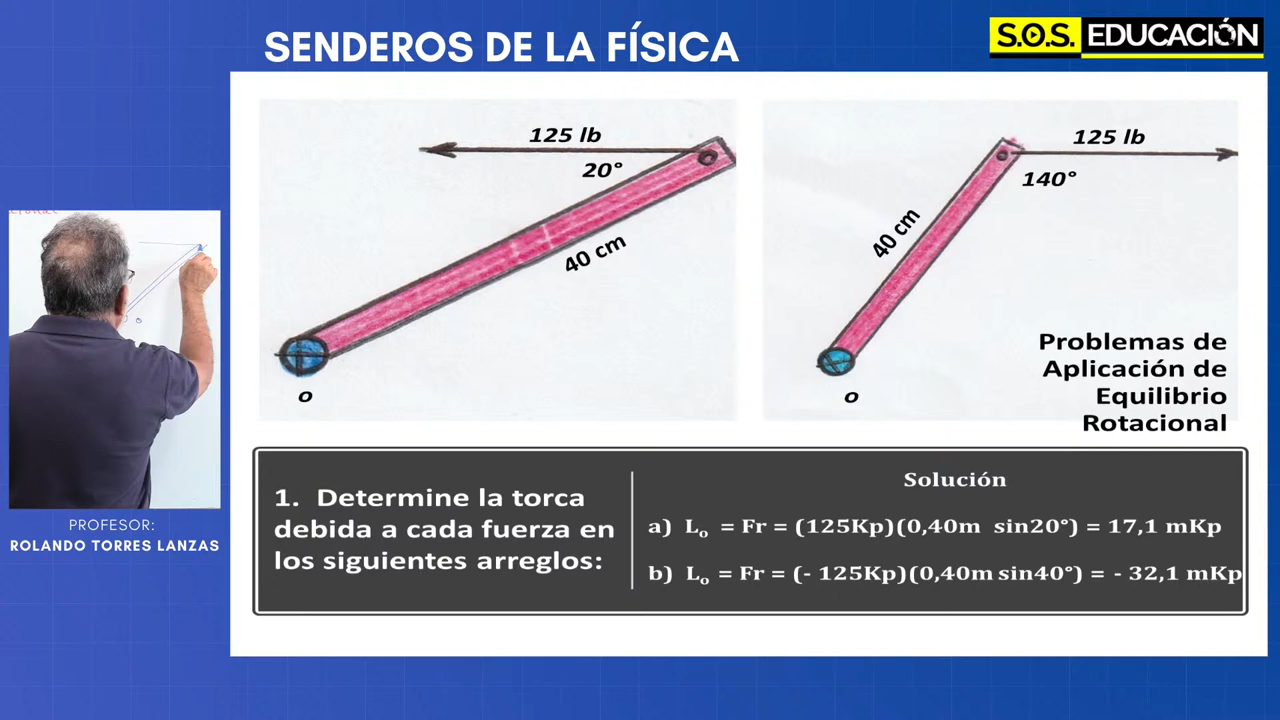 SENDEROS DE LA FÍSICA
S.O.S. EDUCACIÓN
125 lb
20°
40 cm
o
125 lb
140°
40 cm
o
Problemas de
Aplicación de
Equilibrio
Rotacional
PROFESOR:
ROLANDO TORRES LANZAS
1. Determine la torca
debida a cada fuerza en
los siguientes arreglos:
Solución
a) Lₒ = Fr = (125Kp)(0,40m sin20°) = 17,1 mKp
b) Lₒ = Fr = (- 125Kp)(0,40m sin40°) = - 32,1 mKp